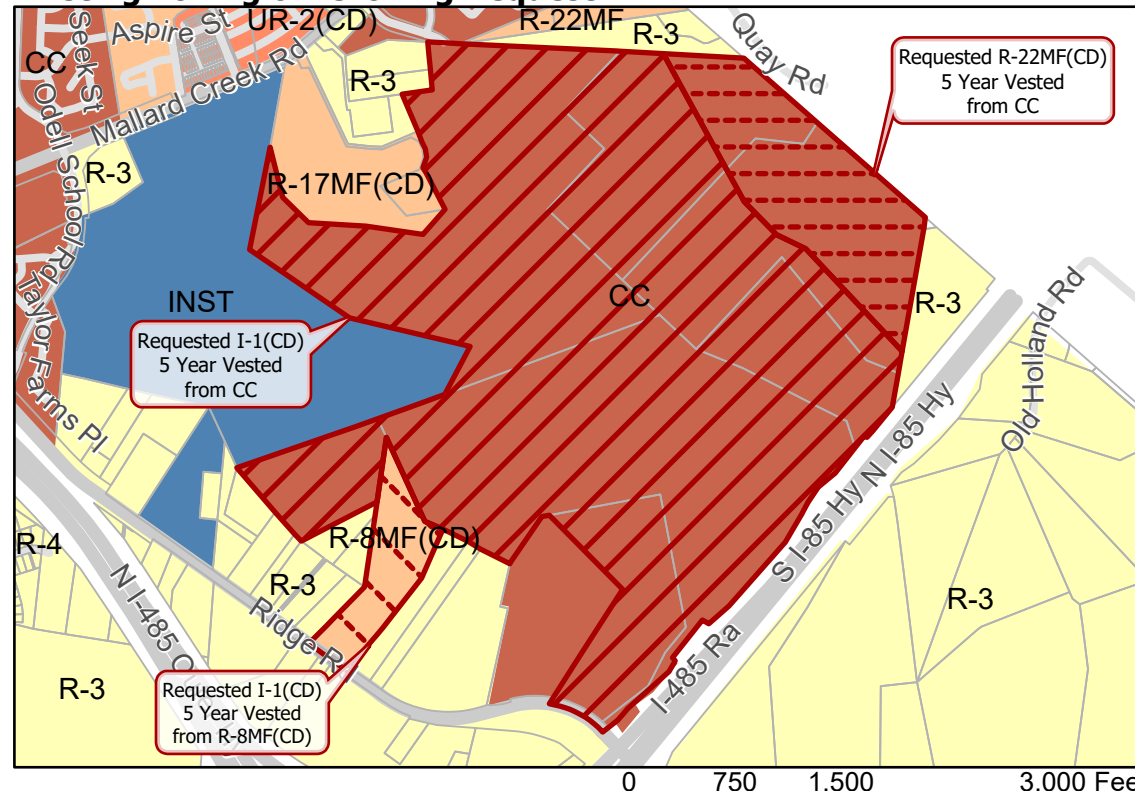 Seek St
Aspire St
UR-2(CD)
R-22MF
R-3
Quay Rd
CC
Odell School Rd
Mallard Creek Rd
R-3
Requested R-22MF(CD)
5 Year Vested
from CC
R-3
R-17MF(CD)
INST
CC
R-3
Old Holland Rd
Requested I-1(CD)
5 Year Vested
from CC
Taylor Farms Pl
N I-85 Hy
S I-85 Hy
R-4
R-8MF(CD)
R-3
R-3
N I-485
Ridge R
I-485 Ra
R-3
Requested I-1(CD)
5 Year Vested
from R-8MF(CD)
0 750 1,500 3,000 Fee